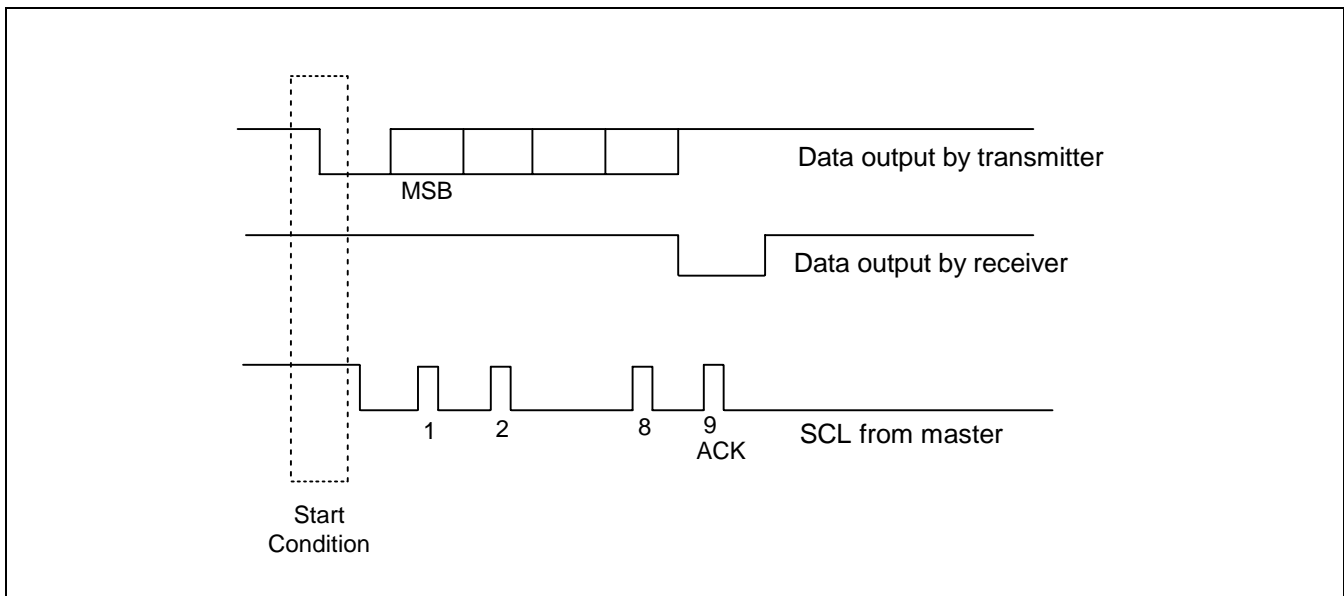 Data output by transmitter
MSB
Data output by receiver
1
2
8
9
ACK
SCL from master
Start
Condition